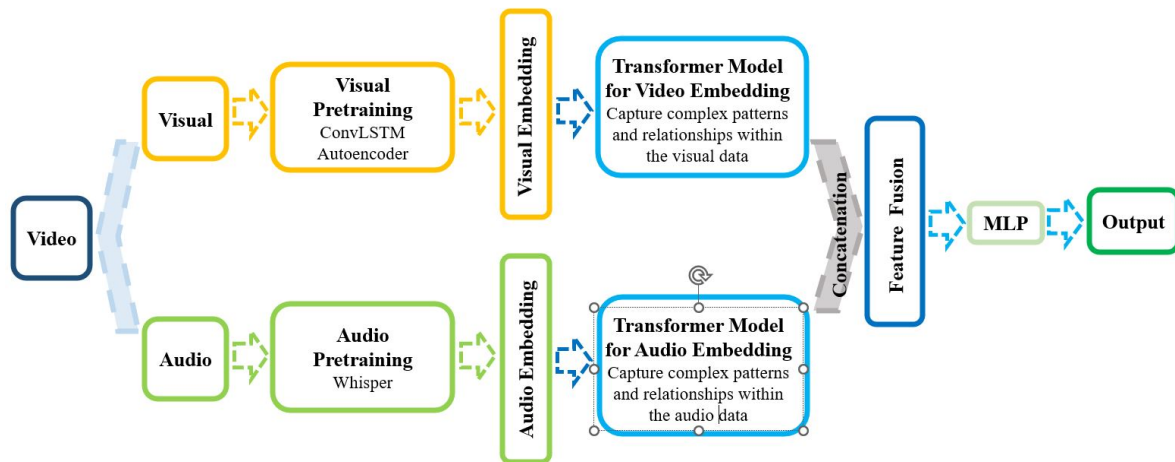 Video
Visual
Visual
Pretraining
ConvLSTM
Autoencoder
Visual Embedding
Transformer Model
for Video Embedding
Capture complex patterns
and relationships within
the visual data
Audio
Audio
Pretraining
Whisper
Audio Embedding
Transformer Model
for Audio Embedding
Capture complex patterns
and relationships within
the audio data
Concatenation
Feature Fusion
MLP
Output